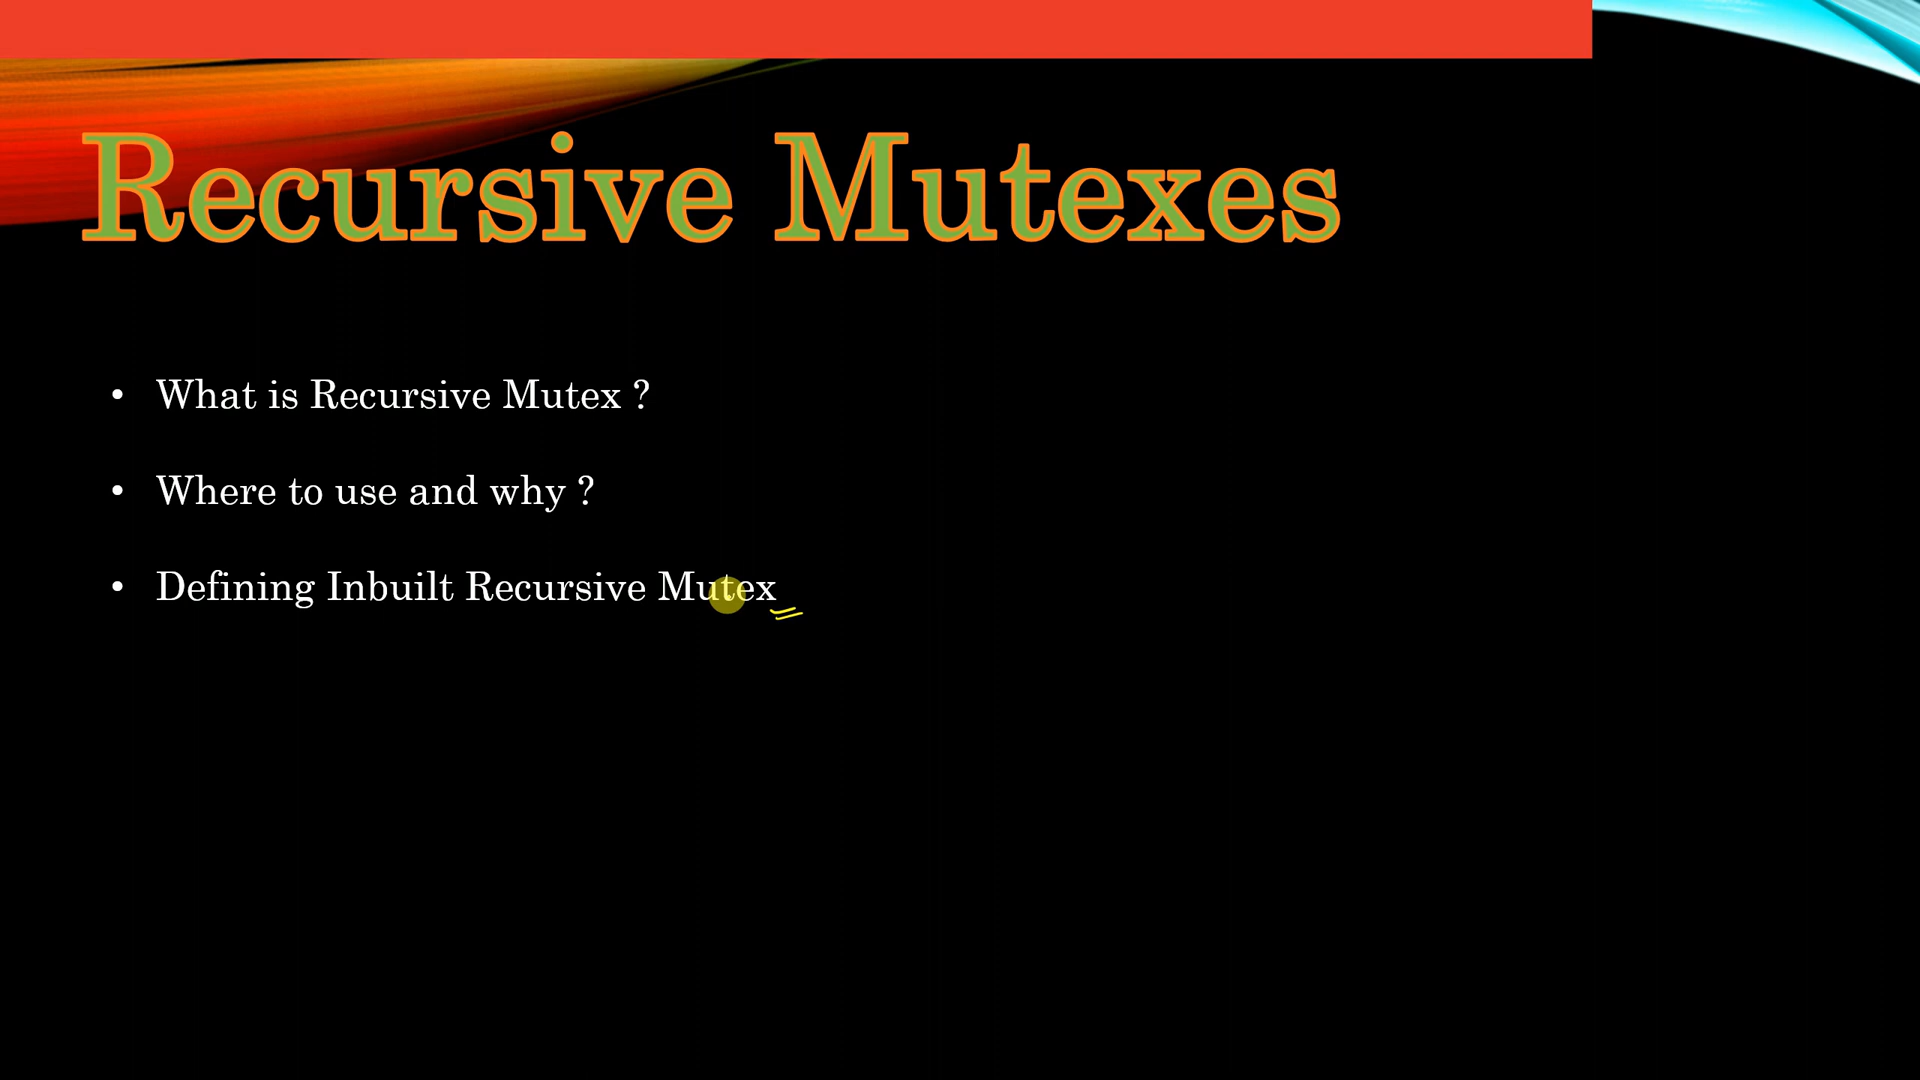 Recursive Mutexes
• What is Recursive Mutex ?
• Where to use and why ?
• Defining Inbuilt Recursive Mutex